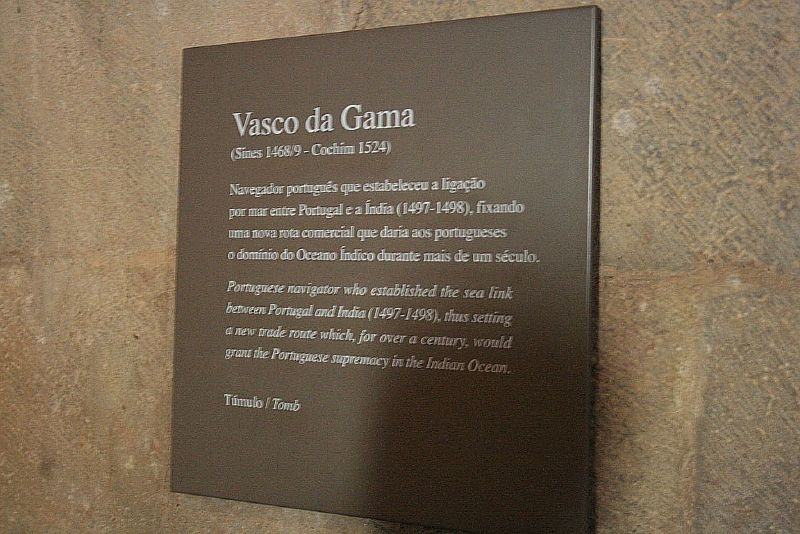 Vasco da Gama
(Sines 1468/9 - Cochim 1524)
Navegador português que estabeleceu a ligação
por mar entre Portugal e a Índia (1497-1498), fixando
uma nova rota comercial que daria aos portugueses
o domínio do Oceano Índico durante mais de um século.
Portuguese navigator who established the sea link
between Portugal and India (1497-1498), thus setting
a new trade route which, for over a century, would
grant the Portuguese supremacy in the Indian Ocean.
Túmulo / Tomb